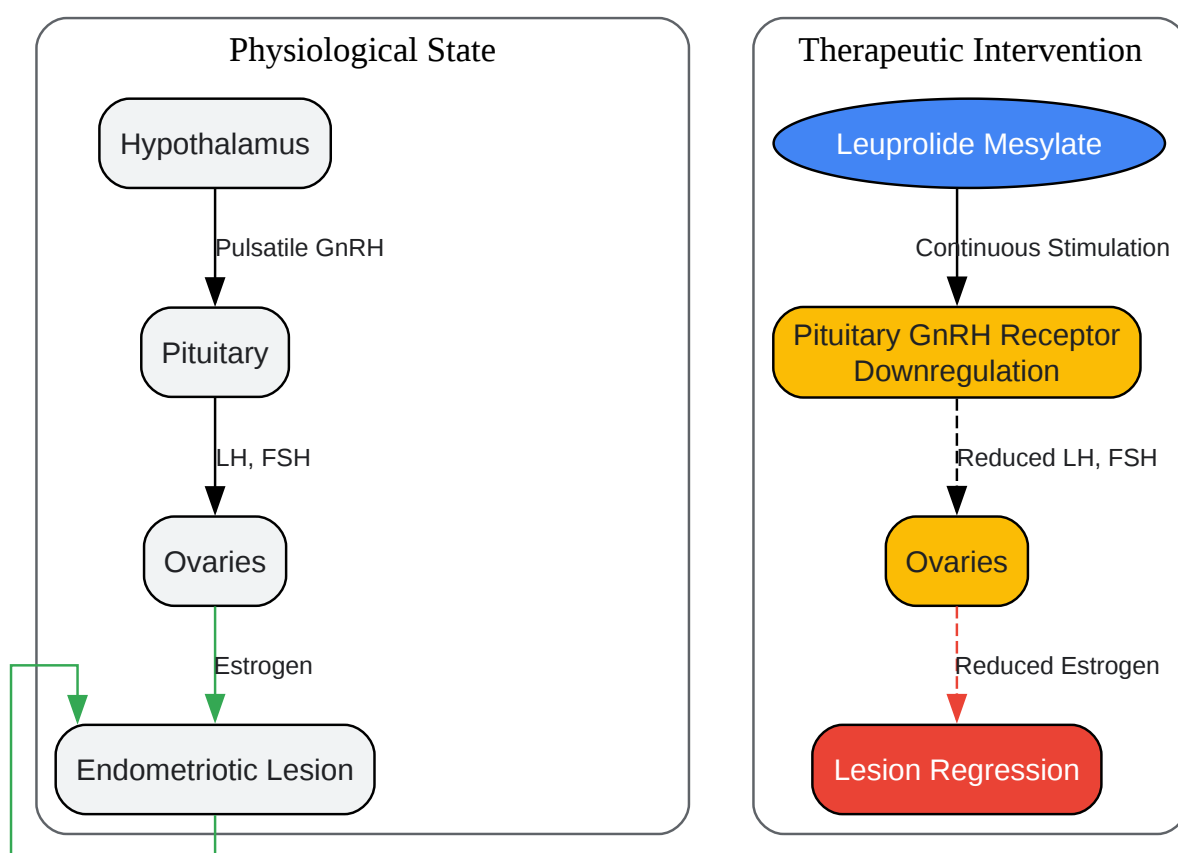 Physiological State
Hypothalamus
Pulsatile GnRH
Pituitary
LH, FSH
Ovaries
Estrogen
Endometriotic Lesion
Therapeutic Intervention
Leuprolide Mesylate
Continuous Stimulation
Pituitary GnRH Receptor
Downregulation
Reduced LH, FSH
Ovaries
Reduced Estrogen
Lesion Regression